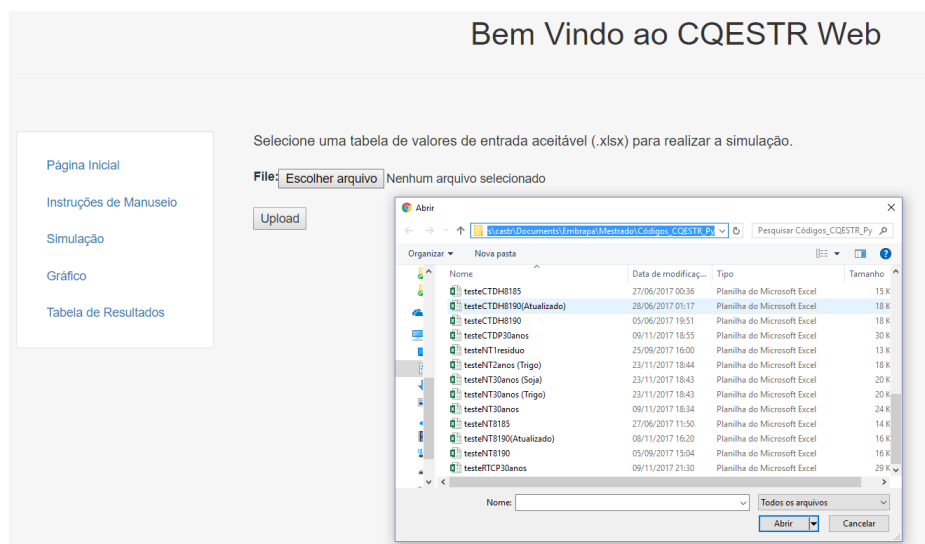 Bem Vindo ao CQESTR Web
Página Inicial
Instruções de Manuseio
Simulação
Gráfico
Tabela de Resultados
Selecione uma tabela de valores de entrada aceitável (.xlsx) para realizar a simulação.
File: Escolher arquivo Nenhum arquivo selecionado
Upload
Abrir
s\castr\Documents\Embrapa\Mestrado\Códigos_CQESTR_Py Pesquisar Códigos_CQESTR_Py
Organizar Nova pasta
Nome Data de modificaç... Tipo Tamanho
testeCTDH8185 27/06/2017 00:36 Planilha do Microsoft Excel 15 K
testeCTDH8190(Atualizado) 28/06/2017 01:17 Planilha do Microsoft Excel 18 K
testeCTDH8190 05/06/2017 19:51 Planilha do Microsoft Excel 18 K
testeCTDP30anos 09/11/2017 18:55 Planilha do Microsoft Excel 30 K
testeNT1residuo 25/09/2017 16:00 Planilha do Microsoft Excel 13 K
testeNT2anos (Trigo) 23/11/2017 18:44 Planilha do Microsoft Excel 18 K
testeNT30anos (Soja) 23/11/2017 18:43 Planilha do Microsoft Excel 20 K
testeNT30anos (Trigo) 23/11/2017 18:43 Planilha do Microsoft Excel 20 K
testeNT30anos 09/11/2017 18:34 Planilha do Microsoft Excel 24 K
testeNT8185 27/06/2017 11:50 Planilha do Microsoft Excel 14 K
testeNT8190(Atualizado) 08/11/2017 16:20 Planilha do Microsoft Excel 16 K
testeNT8190 05/09/2017 15:04 Planilha do Microsoft Excel 16 K
testeRTCP30anos 09/11/2017 21:30 Planilha do Microsoft Excel 29 K
Nome: Todos os arquivos
Abrir Cancelar